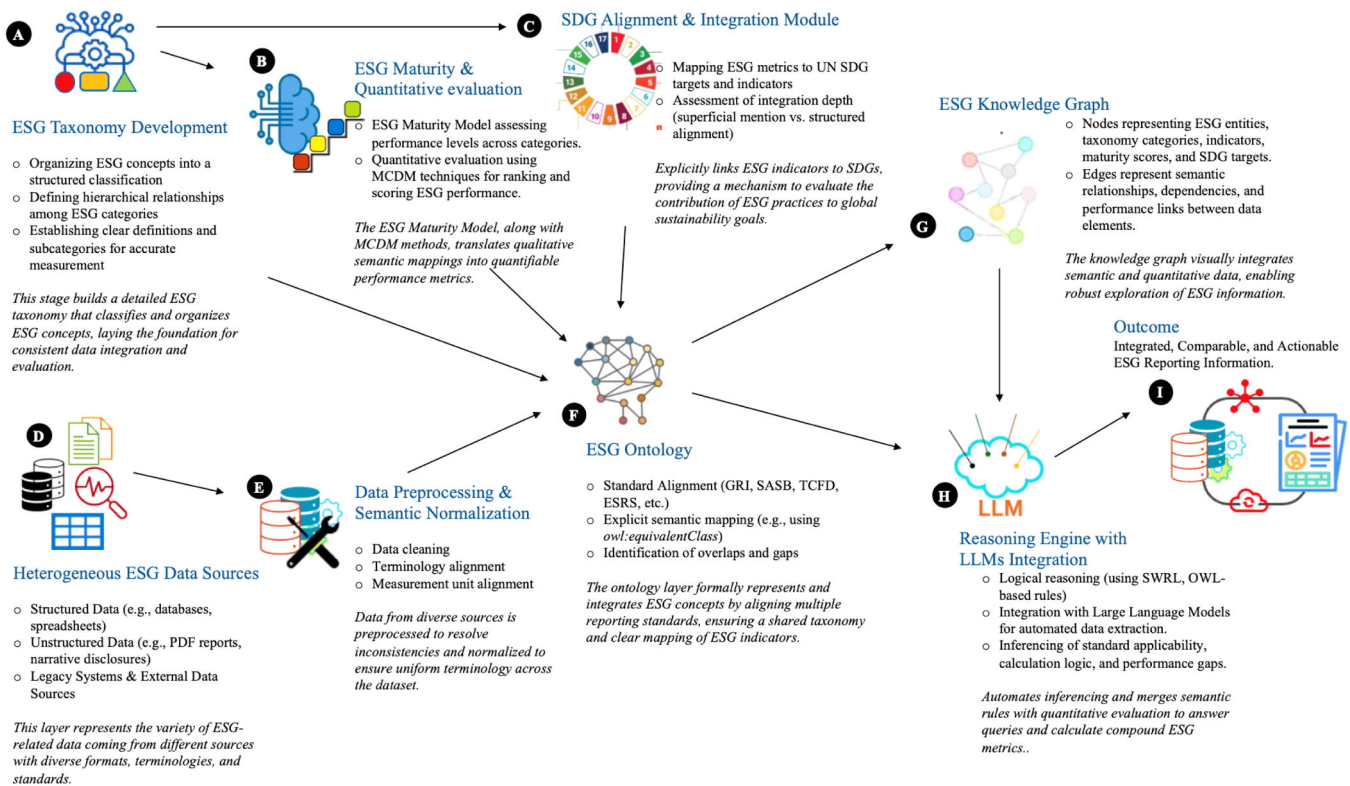 A
ESG Taxonomy Development
o Organizing ESG concepts into a
structured classification
o Defining hierarchical relationships
among ESG categories
o Establishing clear definitions and
subcategories for accurate
measurement
This stage builds a detailed ESG
taxonomy that classifies and organizes
ESG concepts, laying the foundation for
consistent data integration and
evaluation.
B
ESG Maturity &
Quantitative evaluation
o ESG Maturity Model assessing
performance levels across categories.
o Quantitative evaluation using
MCDM techniques for ranking and
scoring ESG performance.
The ESG Maturity Model, along with
MCDM methods, translates qualitative
semantic mappings into quantifiable
performance metrics.
C
SDG Alignment & Integration Module
17
1
2
3
4
5
6
7
8
9
10
11
12
13
14
15
16
o Mapping ESG metrics to UN SDG
targets and indicators
o Assessment of integration depth
(superficial mention vs. structured
alignment)
Explicitly links ESG indicators to SDGs,
providing a mechanism to evaluate the
contribution of ESG practices to global
sustainability goals.
D
Heterogeneous ESG Data Sources
o Structured Data (e.g., databases,
spreadsheets)
o Unstructured Data (e.g., PDF reports,
narrative disclosures)
o Legacy Systems & External Data
Sources
This layer represents the variety of ESG-
related data coming from different sources
with diverse formats, terminologies, and
standards.
E
Data Preprocessing &
Semantic Normalization
o Data cleaning
o Terminology alignment
o Measurement unit alignment
Data from diverse sources is
preprocessed to resolve
inconsistencies and normalized to
ensure uniform terminology across
the dataset.
F
ESG Ontology
o Standard Alignment (GRI, SASB, TCFD,
ESRS, etc.)
o Explicit semantic mapping (e.g., using
owl:equivalentClass)
o Identification of overlaps and gaps
The ontology layer formally represents and
integrates ESG concepts by aligning multiple
reporting standards, ensuring a shared taxonomy
and clear mapping of ESG indicators.
G
ESG Knowledge Graph
o Nodes representing ESG entities,
taxonomy categories, indicators,
maturity scores, and SDG targets.
o Edges represent semantic
relationships, dependencies, and
performance links between data
elements.
The knowledge graph visually integrates
semantic and quantitative data, enabling
robust exploration of ESG information.
H
LLM
Reasoning Engine with
LLMs Integration
o Logical reasoning (using SWRL, OWL-
based rules)
o Integration with Large Language Models
for automated data extraction.
o Inferencing of standard applicability,
calculation logic, and performance gaps.
Automates inferencing and merges semantic
rules with quantitative evaluation to answer
queries and calculate compound ESG
metrics..
Outcome
Integrated, Comparable, and Actionable
ESG Reporting Information.
I